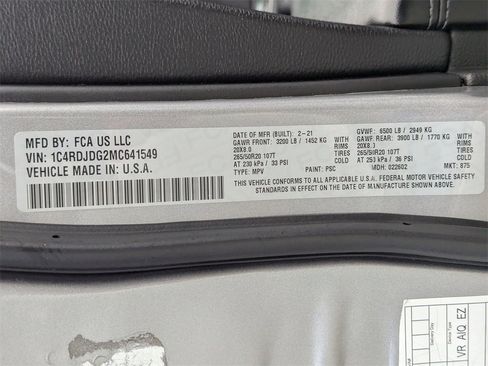 MFD BY: FCA US LLC
VIN: 1C4RDJDG2MC641549
VEHICLE MADE IN: U.S.A.
DATE OF MFR (BUILT): 2-21
GAWR FRONT: 3200 LB / 1452 KG
WITH
20X8.0
RIMS
265/50R20 107T
TIRES
AT 230 kPa / 33 PSI
TYPE: MPV
PAINT: PSC
GVWR: 6500 LB / 2949 KG
GAWR REAR: 3900 LB / 1770 KG
WITH
20X8.0
RIMS
265/50R20 107T
TIRES
AT 253 kPa / 36 PSI
MDH: 022602
MKT: 875
THIS VEHICLE CONFORMS TO ALL APPLICABLE U.S.A. FEDERAL MOTOR VEHICLE SAFETY
STANDARDS IN EFFECT ON THE DATE OF MANUFACTURE SHOWN ABOVE.
VR AIQ EZ